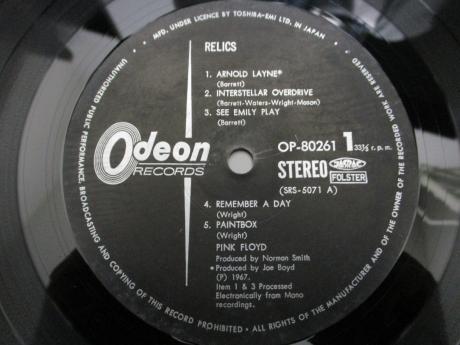 • MFD. UNDER LICENCE BY TOSHIBA-EMI LTD. IN JAPAN •
UNAUTHORIZED PUBLIC PERFORMANCE, BROADCASTING AND COPYING OF THIS RECORD PROHIBITED • ALL RIGHTS OF THE MANUFACTURER AND OF THE OWNER OF THE RECORDED WORK ARE RESERVED
RELICS
1. ARNOLD LAYNE*
(Barrett)
2. INTERSTELLAR OVERDRIVE
(Barrett-Waters-Wright-Mason)
3. SEE EMILY PLAY
(Barrett)
Odeon
RECORDS
OP-80261 1 33⅓ r.p.m.
STEREO
FOLSTER
(SRS-5071 A)
4. REMEMBER A DAY
(Wright)
5. PAINTBOX
(Wright)
PINK FLOYD
Produced by Norman Smith
*Produced by Joe Boyd
(P) 1967.
Item 1 & 3 Processed
Electronically from Mono
recordings.